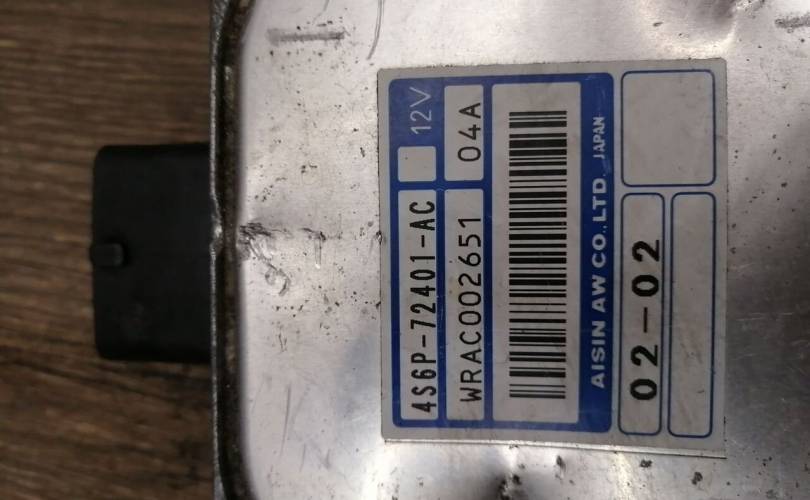 4S6P-72401-AC 12V
WRAC002651 04A
AISIN AW CO.,LTD. JAPAN
02-02